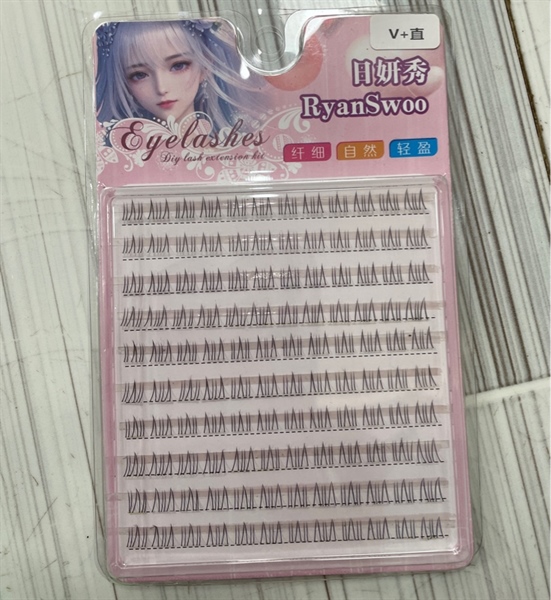 V+直
日妍秀
RyanSwoo
Eyelashes
Diy lash extension kit
纤细 自然 轻盈